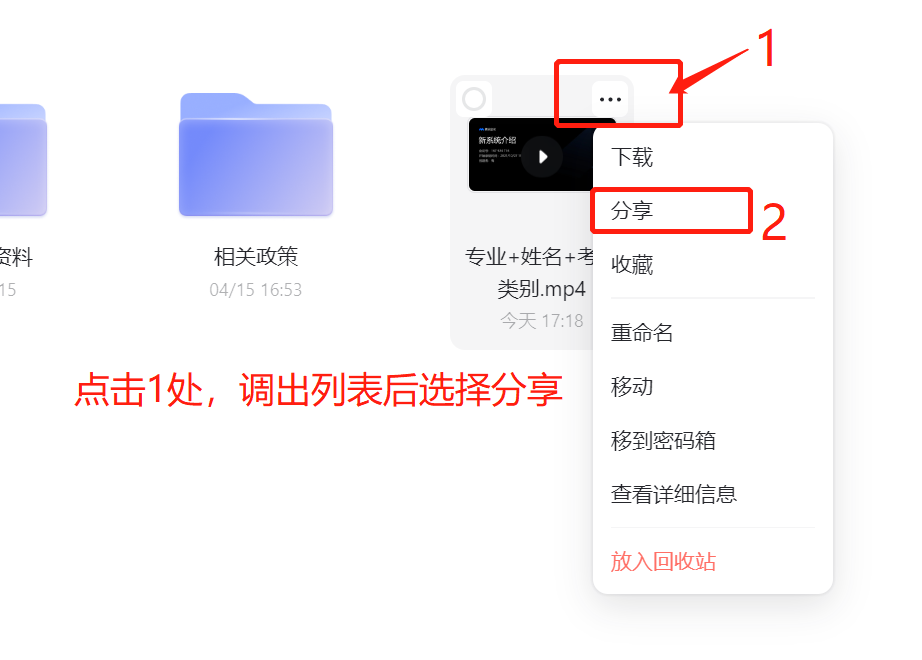 1
新系统介绍
下载
分享
2
资料
相关政策
专业+姓名+考
收藏
15
04/15 16:53
类别.mp4
今天 17:18
重命名
点击1处，调出列表后选择分享
移动
移到密码箱
查看详细信息
放入回收站